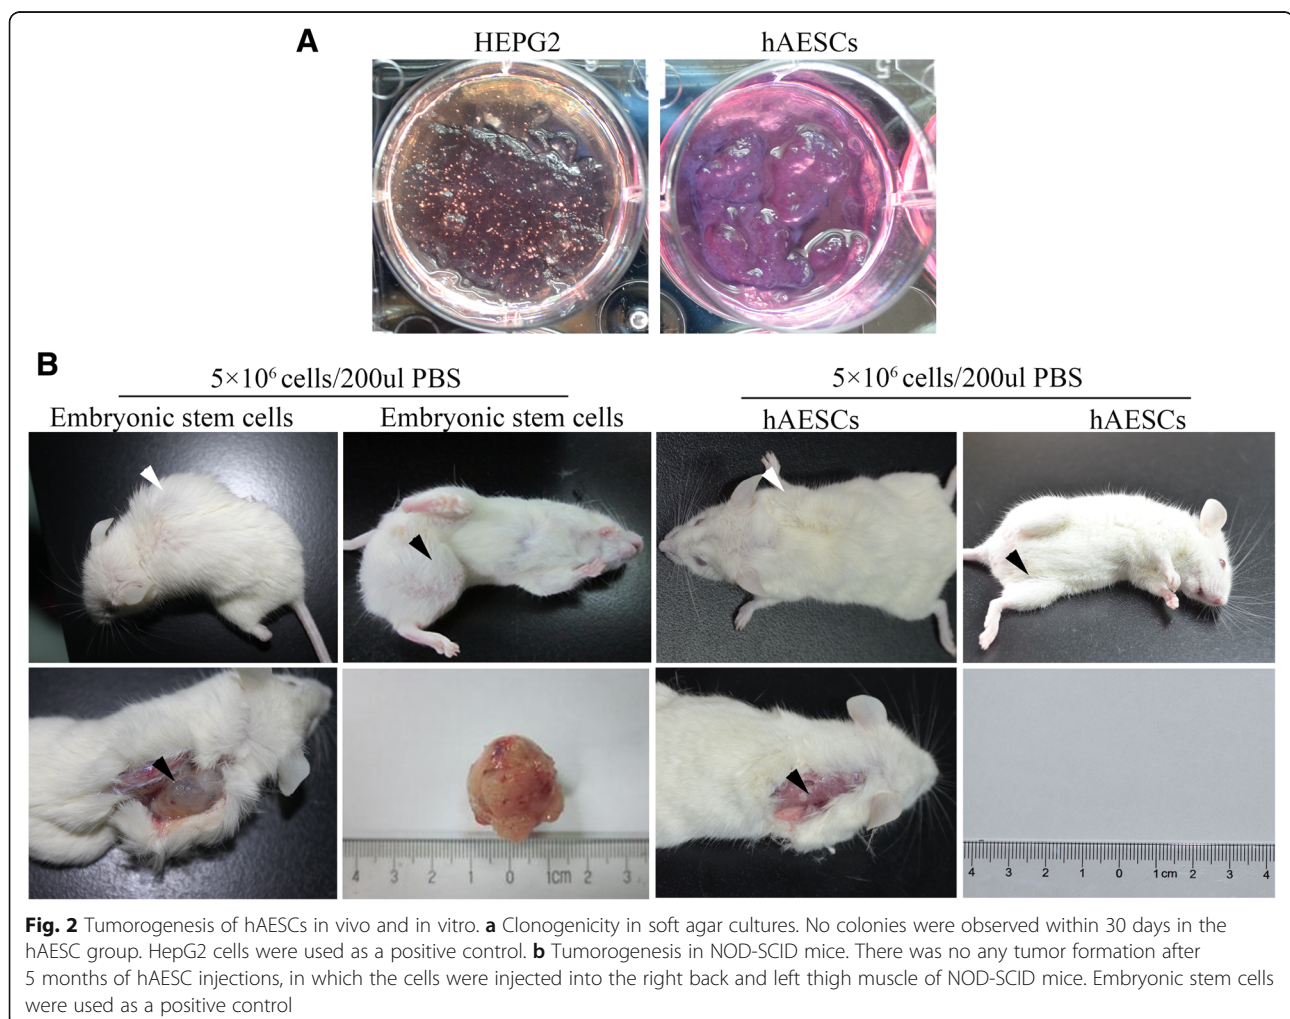 A
HEPG2
hAESCs
B
5×10⁶ cells/200ul PBS
5×10⁶ cells/200ul PBS
Embryonic stem cells
Embryonic stem cells
hAESCs
hAESCs
4 3 2 1 0 1cm 2 3
4 3 2 1 0 1cm 2 3 4
Fig. 2 Tumorogenesis of hAESCs in vivo and in vitro. a Clonogenicity in soft agar cultures. No colonies were observed within 30 days in the
hAESC group. HepG2 cells were used as a positive control. b Tumorogenesis in NOD-SCID mice. There was no any tumor formation after
5 months of hAESC injections, in which the cells were injected into the right back and left thigh muscle of NOD-SCID mice. Embryonic stem cells
were used as a positive control